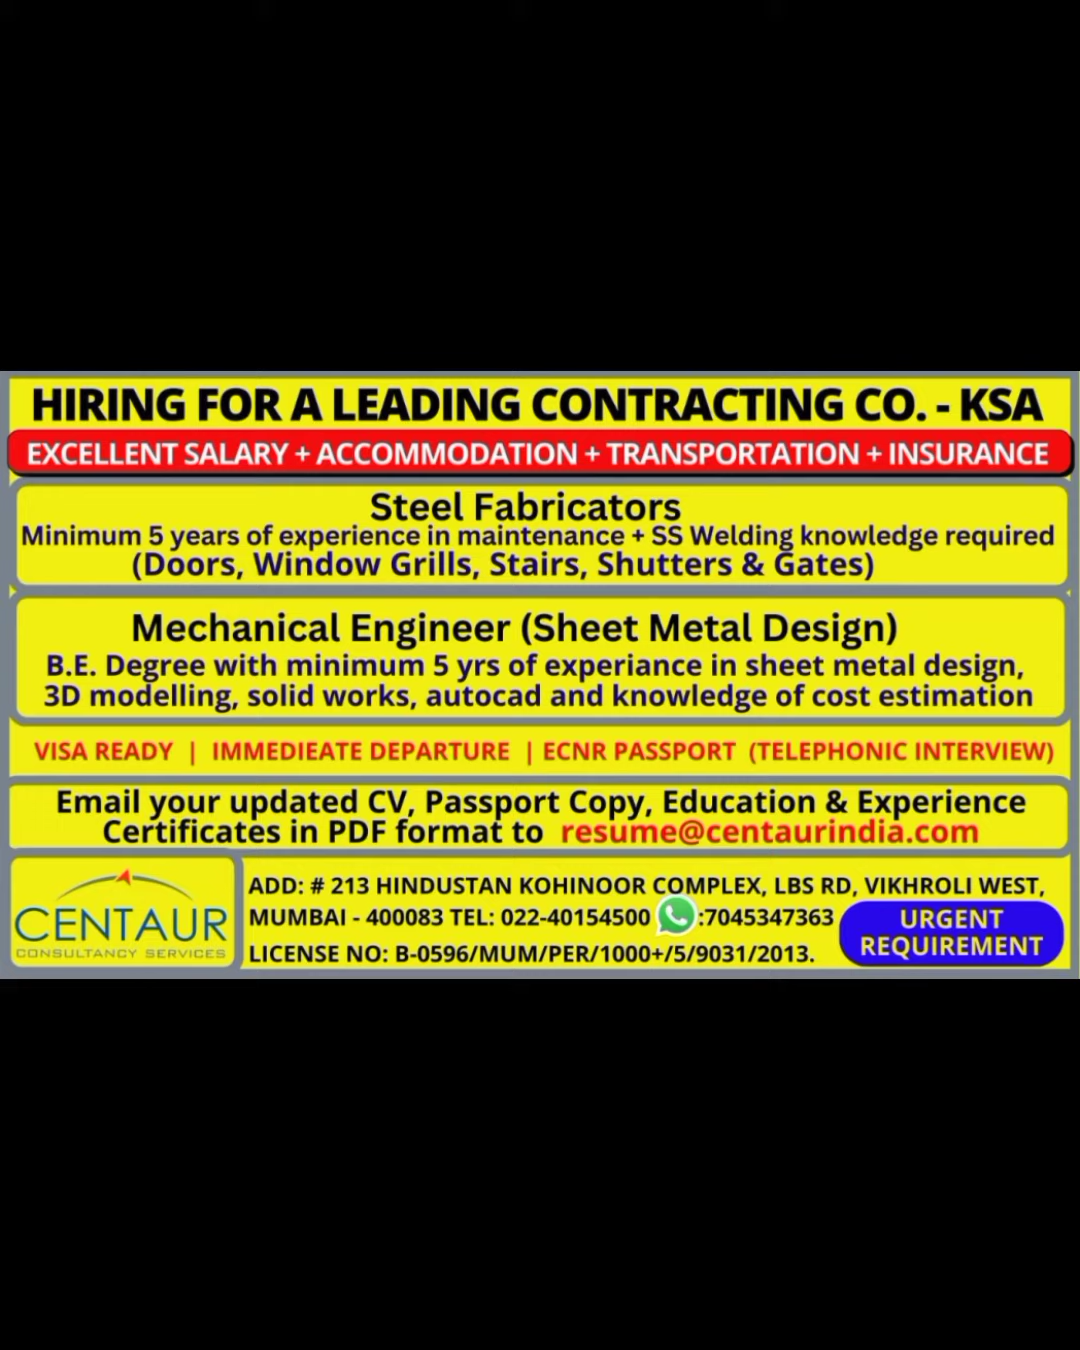 HIRING FOR A LEADING CONTRACTING CO. - KSA
EXCELLENT SALARY + ACCOMMODATION + TRANSPORTATION + INSURANCE
Steel Fabricators
Minimum 5 years of experience in maintenance + SS Welding knowledge required
(Doors, Window Grills, Stairs, Shutters & Gates)
Mechanical Engineer (Sheet Metal Design)
B.E. Degree with minimum 5 yrs of experiance in sheet metal design,
3D modelling, solid works, autocad and knowledge of cost estimation
VISA READY | IMMEDIEATE DEPARTURE | ECNR PASSPORT (TELEPHONIC INTERVIEW)
Email your updated CV, Passport Copy, Education & Experience
Certificates in PDF format to resume@centaurindia.com
CENTAUR
CONSULTANCY SERVICES
ADD: # 213 HINDUSTAN KOHINOOR COMPLEX, LBS RD, VIKHROLI WEST,
MUMBAI - 400083 TEL: 022-40154500 :7045347363
LICENSE NO: B-0596/MUM/PER/1000+/5/9031/2013.
URGENT
REQUIREMENT